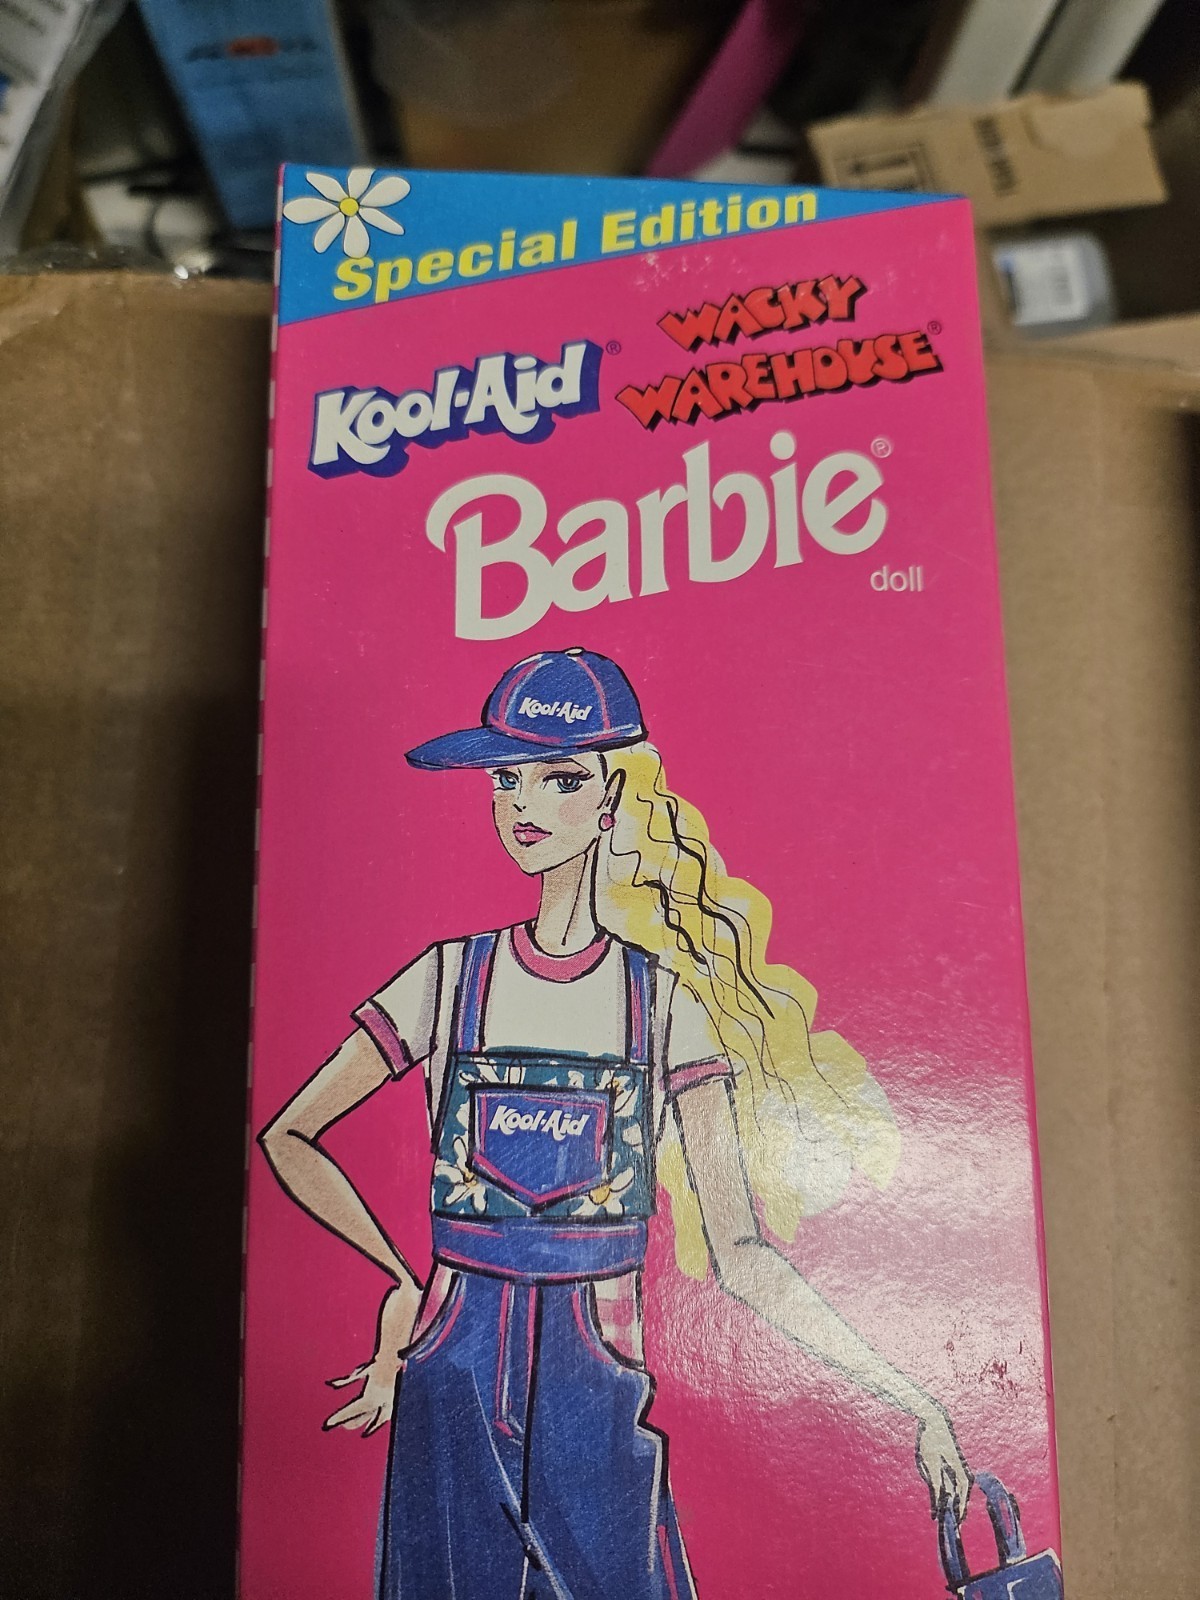 Special Edition
Kool-Aid®
WACKY
WAREHOUSE®
Barbie®
doll
Kool-Aid
Kool-Aid